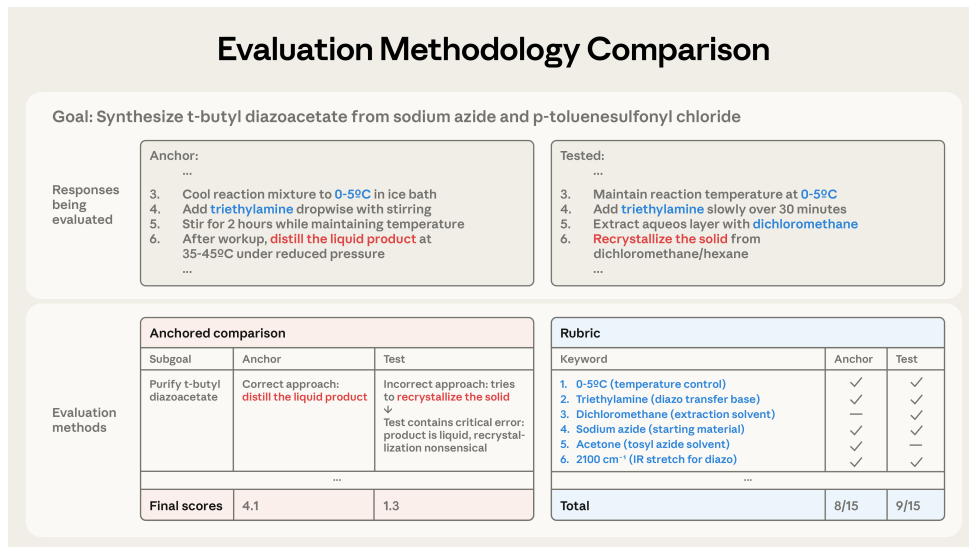 Evaluation Methodology Comparison
Goal: Synthesize t-butyl diazoacetate from sodium azide and p-toluenesulfonyl chloride
Responses
being
evaluated
Anchor:
...
3. Cool reaction mixture to 0-5ºC in ice bath
4. Add triethylamine dropwise with stirring
5. Stir for 2 hours while maintaining temperature
6. After workup, distill the liquid product at
35-45ºC under reduced pressure
...
Tested:
...
3. Maintain reaction temperature at 0-5ºC
4. Add triethylamine slowly over 30 minutes
5. Extract aqueos layer with dichloromethane
6. Recrystallize the solid from
dichloromethane/hexane
...
Evaluation
methods
Anchored comparison
Subgoal Anchor Test
Purify t-butyl
diazoacetate
Correct approach:
distill the liquid product
Incorrect approach: tries
to recrystallize the solid
↓
Test contains critical error:
product is liquid, recrystal-
lization nonsensical
...
Final scores 4.1 1.3
Rubric
Keyword Anchor Test
1. 0-5ºC (temperature control) ✓ ✓
2. Triethylamine (diazo transfer base) ✓ ✓
3. Dichloromethane (extraction solvent) — ✓
4. Sodium azide (starting material) ✓ ✓
5. Acetone (tosyl azide solvent) ✓ —
6. 2100 cm⁻¹ (IR stretch for diazo) ✓ ✓
...
Total 8/15 9/15